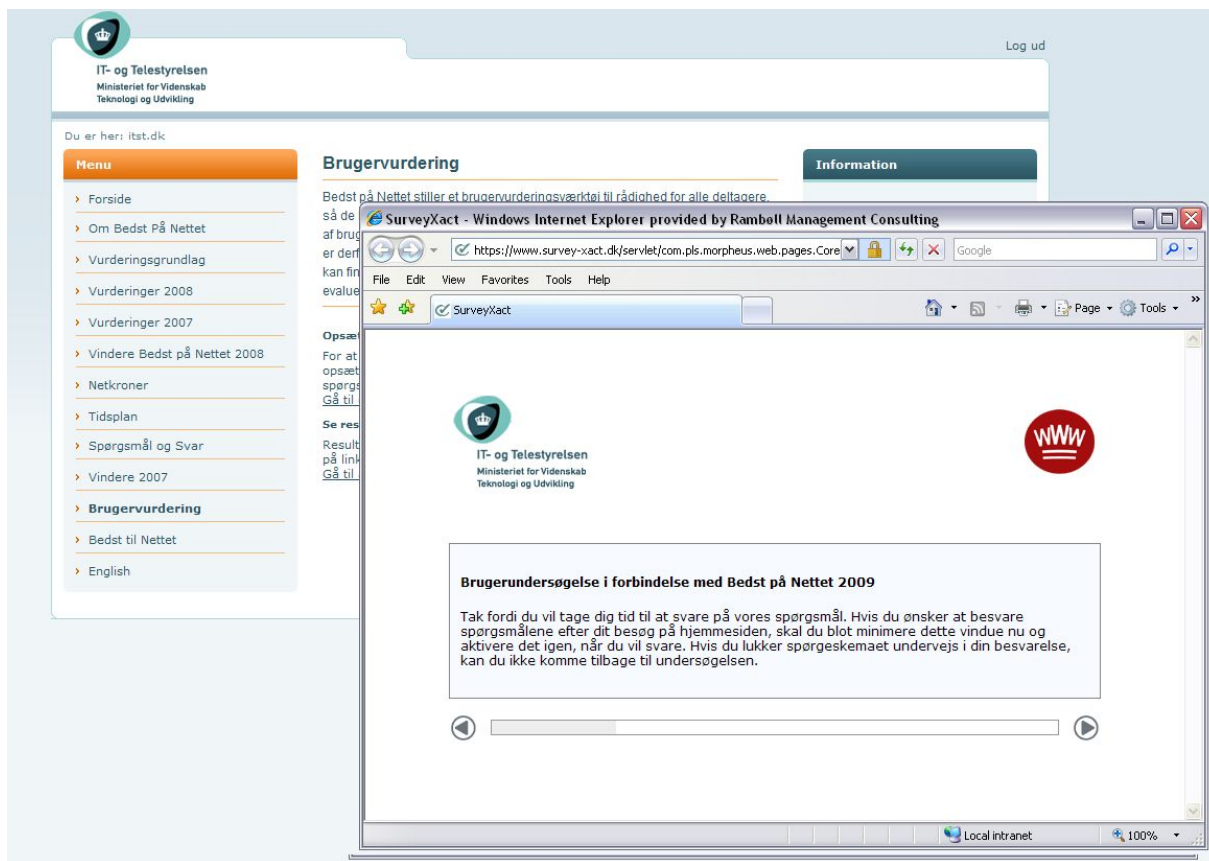 Log ud
IT- og Telestyrelsen
Ministeriet for Videnskab
Teknologi og Udvikling
Du er her: itst.dk
Menu
Forside
Om Bedst På Nettet
Vurderingsgrundlag
Vurderinger 2008
Vurderinger 2007
Vindere Bedst på Nettet 2008
Netkroner
Tidsplan
Spørgsmål og Svar
Vindere 2007
Brugervurdering
Bedst til Nettet
English
Brugervurdering
Bedst på Nettet stiller et brugervurderingsværktøj til rådighed for alle deltagere,
så de
af brug
er derf
kan fin
evalue
Opsæt
For at
opsæt
spørgs
Gå til
Se res
Result
på link
Gå til
Information
SurveyXact - Windows Internet Explorer provided by Rambøll Management Consulting
https://www.survey-xact.dk/servlet/com.pls.morpheus.web.pages.Core
Google
File Edit View Favorites Tools Help
SurveyXact
Page Tools »
IT- og Telestyrelsen
Ministeriet for Videnskab
Teknologi og Udvikling
WWW
Brugerundersøgelse i forbindelse med Bedst på Nettet 2009
Tak fordi du vil tage dig tid til at svare på vores spørgsmål. Hvis du ønsker at besvare
spørgsmålene efter dit besøg på hjemmesiden, skal du blot minimere dette vindue nu og
aktivere det igen, når du vil svare. Hvis du lukker spørgeskemaet undervejs i din besvarelse,
kan du ikke komme tilbage til undersøgelsen.
Local intranet
100%